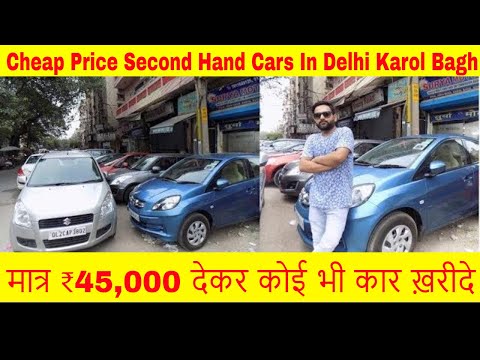 Cheap Price Second Hand Cars In Delhi Karol Bagh
मात्र ₹45,000 देकर कोई भी कार ख़रीदे